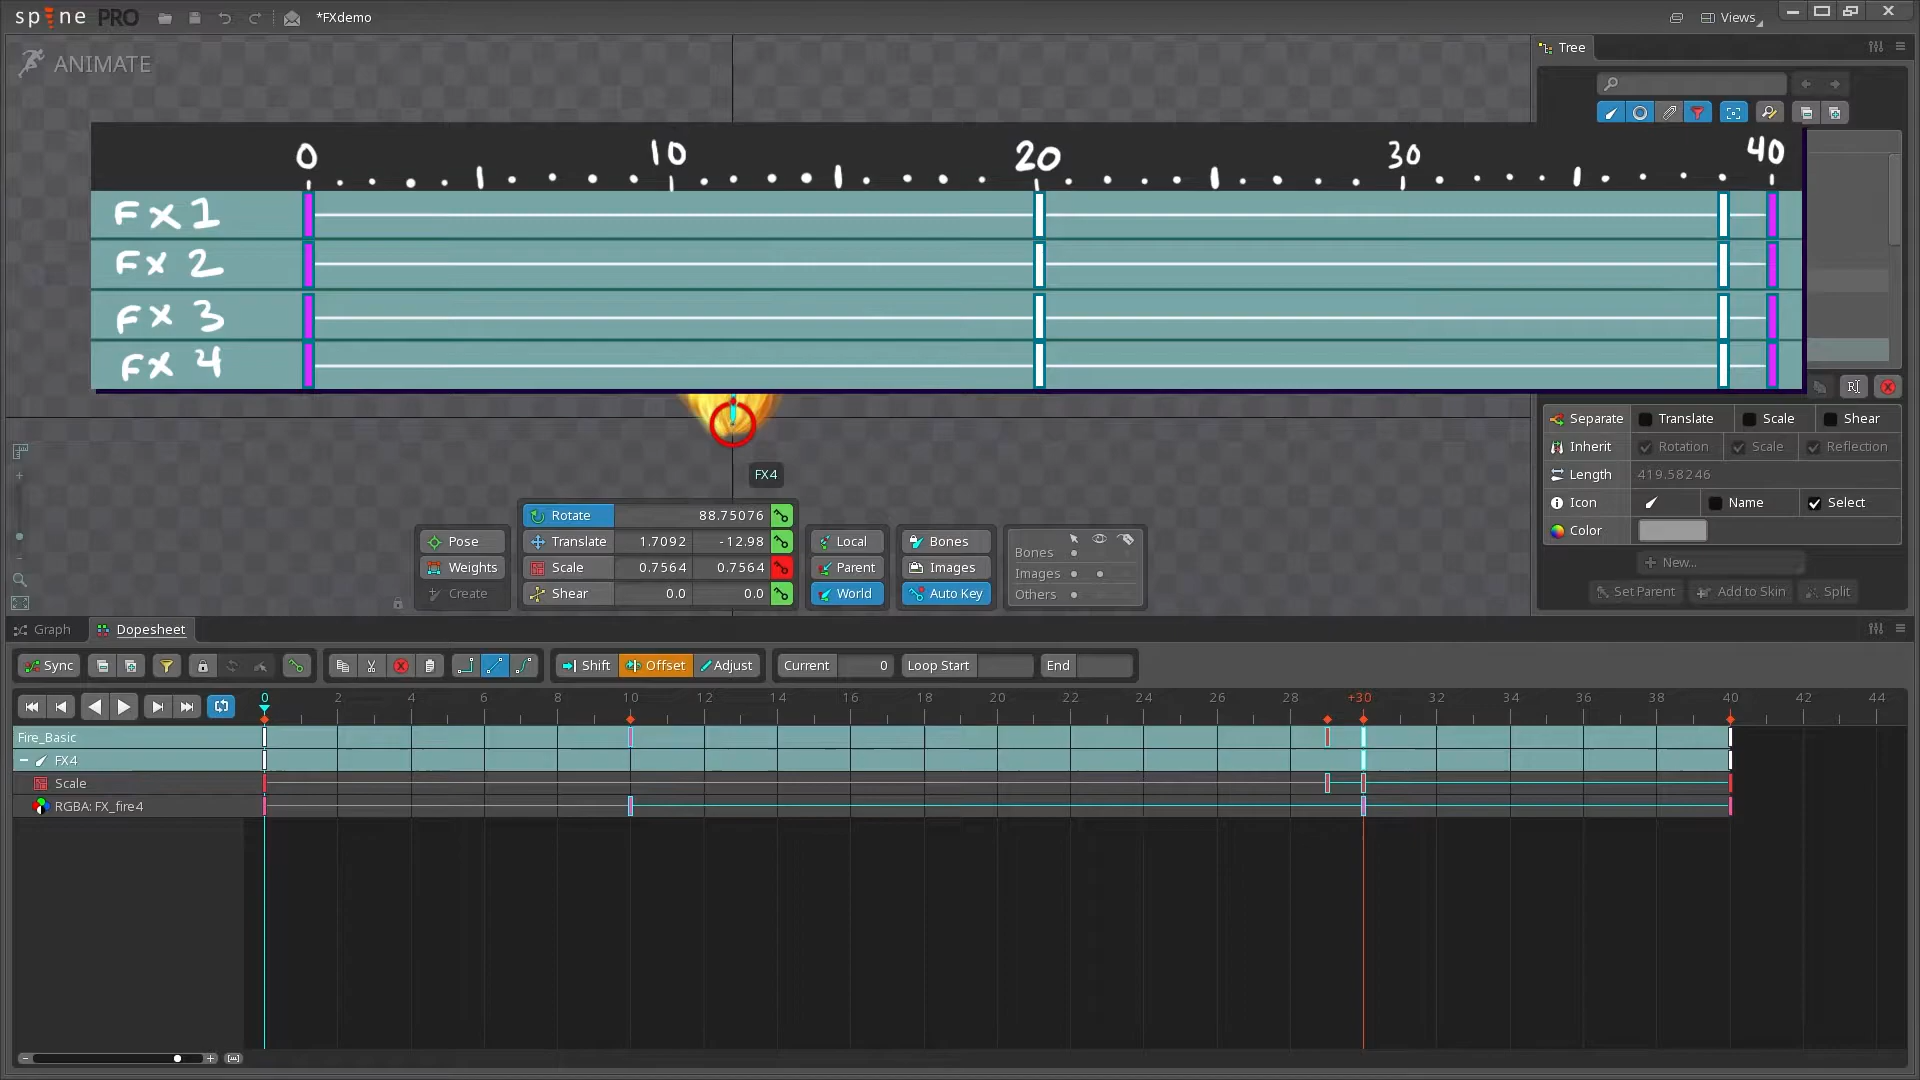 spine PRO
*FXdemo
Views
ANIMATE
Tree
0 10 20 30 40
FX 1
FX 2
FX 3
FX 4
Separate Translate Scale Shear
Inherit Rotation Scale Reflection
Length 419.58246
Icon Name Select
Color
New...
Set Parent Add to Skin Split
FX4
Pose
Weights
Create
Rotate 88.75076
Translate 1.7092 -12.98
Scale 0.7564 0.7564
Shear 0.0 0.0
Local
Parent
World
Bones
Images
Auto Key
Bones
Images
Others
Graph Dopesheet
Sync Shift Offset Adjust Current 0 Loop Start End
0 2 4 6 8 10 12 14 16 18 20 22 24 26 28 +30 32 34 36 38 40 42 44
Fire_Basic
FX4
Scale
RGBA: FX_fire4